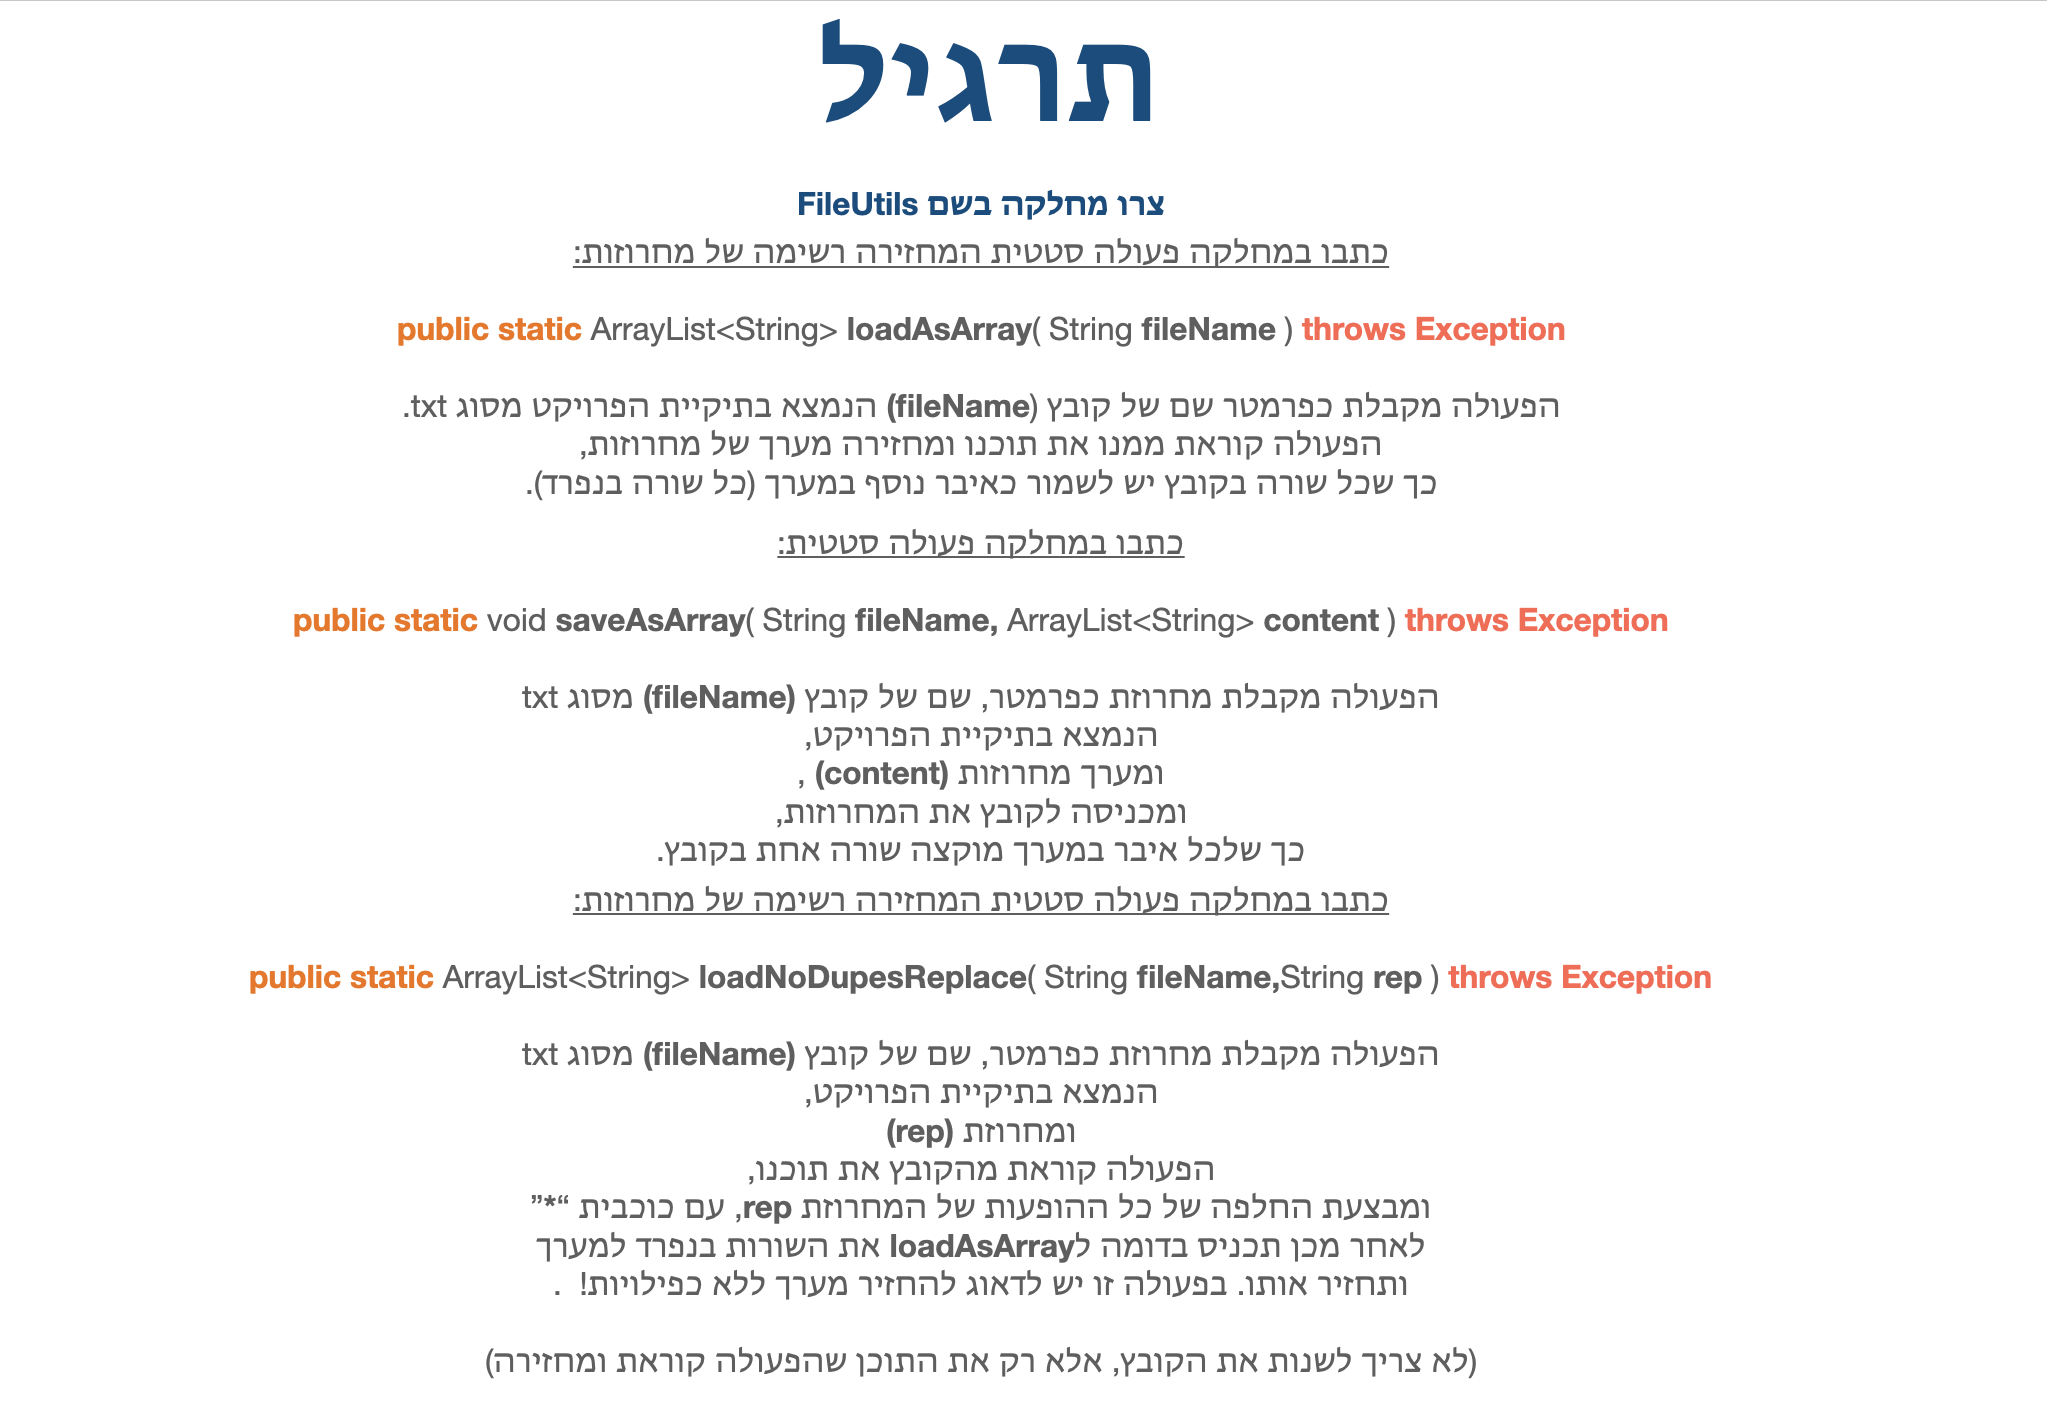 תרגיל
צרו מחלקה בשם FileUtils
כתבו במחלקה פעולה סטטית המחזירה רשימה של מחרוזות:
public static ArrayList<String> loadAsArray( String fileName ) throws Exception
הפעולה מקבלת כפרמטר שם של קובץ (fileName) הנמצא בתיקיית הפרויקט מסוג txt.
הפעולה קוראת ממנו את תוכנו ומחזירה מערך של מחרוזות,
כך שכל שורה בקובץ יש לשמור כאיבר נוסף במערך (כל שורה בנפרד).
כתבו במחלקה פעולה סטטית:
public static void saveAsArray( String fileName, ArrayList<String> content ) throws Exception
הפעולה מקבלת מחרוזת כפרמטר, שם של קובץ (fileName) מסוג txt
הנמצא בתיקיית הפרויקט,
ומערך מחרוזות (content) ,
ומכניסה לקובץ את המחרוזות,
כך שלכל איבר במערך מוקצה שורה אחת בקובץ.
כתבו במחלקה פעולה סטטית המחזירה רשימה של מחרוזות:
public static ArrayList<String> loadNoDupesReplace( String fileName,String rep ) throws Exception
הפעולה מקבלת מחרוזת כפרמטר, שם של קובץ (fileName) מסוג txt
הנמצא בתיקיית הפרויקט,
ומחרוזת (rep)
הפעולה קוראת מהקובץ את תוכנו,
ומבצעת החלפה של כל ההופעות של המחרוזת rep, עם כוכבית “*”
לאחר מכן תכניס בדומה לloadAsArray את השורות בנפרד למערך
ותחזיר אותו. בפעולה זו יש לדאוג להחזיר מערך ללא כפילויות!  .
(לא צריך לשנות את הקובץ, אלא רק את התוכן שהפעולה קוראת ומחזירה)